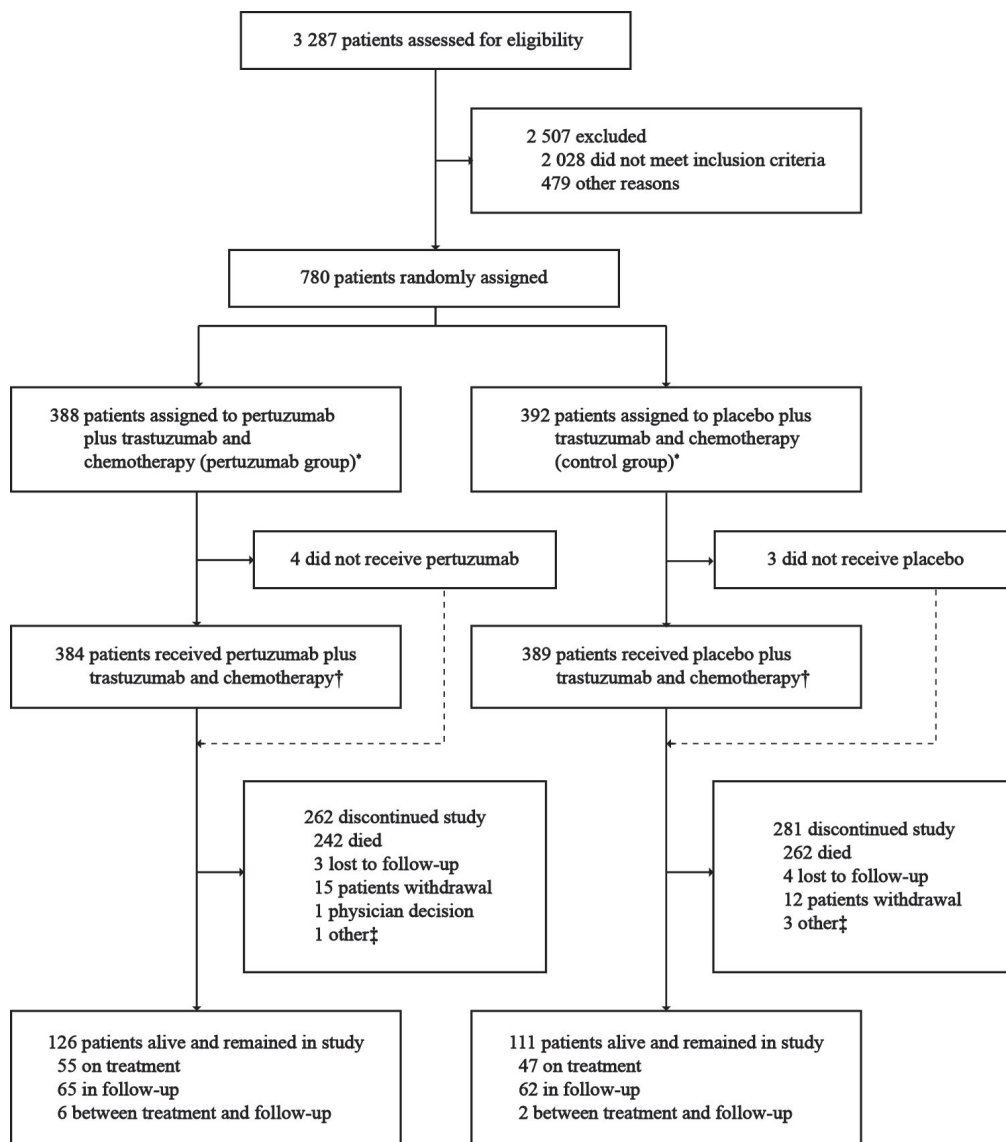 3 287 patients assessed for eligibility
2 507 excluded
2 028 did not meet inclusion criteria
479 other reasons
780 patients randomly assigned
388 patients assigned to pertuzumab
plus trastuzumab and
chemotherapy (pertuzumab group)*
392 patients assigned to placebo plus
trastuzumab and chemotherapy
(control group)*
4 did not receive pertuzumab
3 did not receive placebo
384 patients received pertuzumab plus
trastuzumab and chemotherapy†
389 patients received placebo plus
trastuzumab and chemotherapy†
262 discontinued study
242 died
3 lost to follow-up
15 patients withdrawal
1 physician decision
1 other‡
281 discontinued study
262 died
4 lost to follow-up
12 patients withdrawal
3 other‡
126 patients alive and remained in study
55 on treatment
65 in follow-up
6 between treatment and follow-up
111 patients alive and remained in study
47 on treatment
62 in follow-up
2 between treatment and follow-up